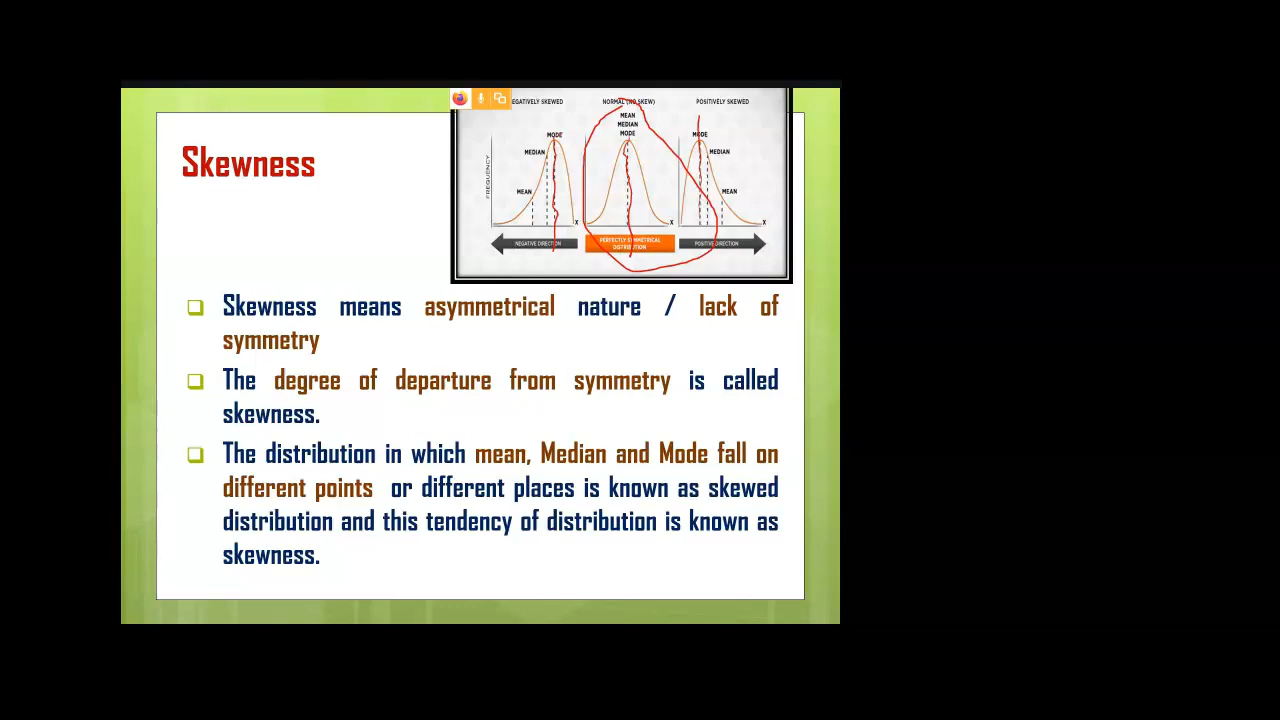 EGATIVELY SKEWED
NORMAL (NO SKEW)
POSITIVELY SKEWED
MEAN
MEDIAN
MODE
MODE
MEDIAN
MEAN
MODE
MEDIAN
MEAN
FREQUENCY
X
X
X
NEGATIVE DIRECTION
PERFECTLY SYMMETRICAL
DISTRIBUTION
POSITIVE DIRECTION
Skewness
Skewness means asymmetrical nature / lack of
symmetry
The degree of departure from symmetry is called
skewness.
The distribution in which mean, Median and Mode fall on
different points or different places is known as skewed
distribution and this tendency of distribution is known as
skewness.